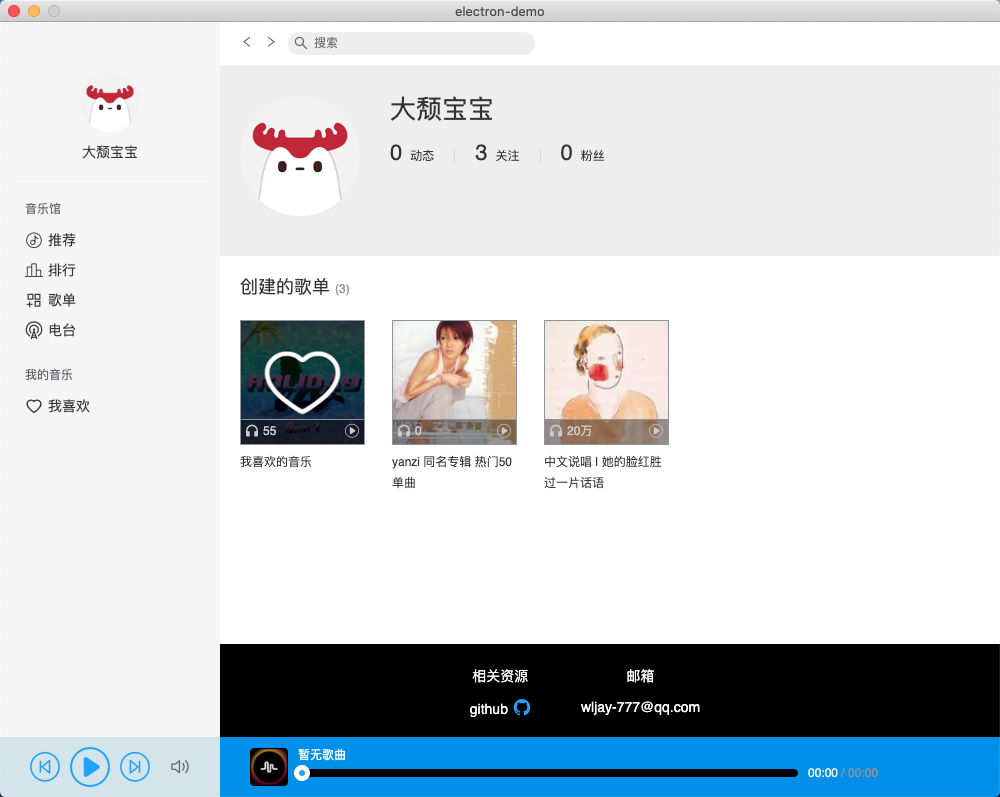 electron-demo
搜索
大颓宝宝
音乐馆
推荐
排行
歌单
电台
我的音乐
我喜欢
大颓宝宝
0 动态
3 关注
0 粉丝
创建的歌单 (3)
HOLIDAY
55
我喜欢的音乐
0
yanzi 同名专辑 热门50
单曲
20万
中文说唱 l 她的脸红胜
过一片话语
相关资源
github
邮箱
wljay-777@qq.com
暂无歌曲
00:00 / 00:00